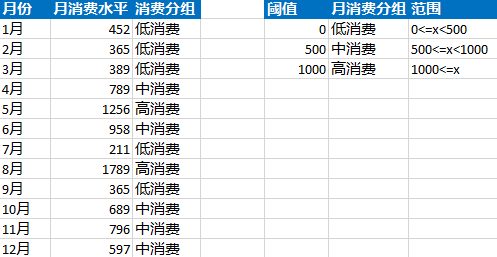 月份 月消费水平 消费分组 阈值 月消费分组 范围
1月 452 低消费 0 低消费 0<=x<500
2月 365 低消费 500 中消费 500<=x<1000
3月 389 低消费 1000 高消费 1000<=x
4月 789 中消费
5月 1256 高消费
6月 958 中消费
7月 211 低消费
8月 1789 高消费
9月 365 低消费
10月 689 中消费
11月 796 中消费
12月 597 中消费